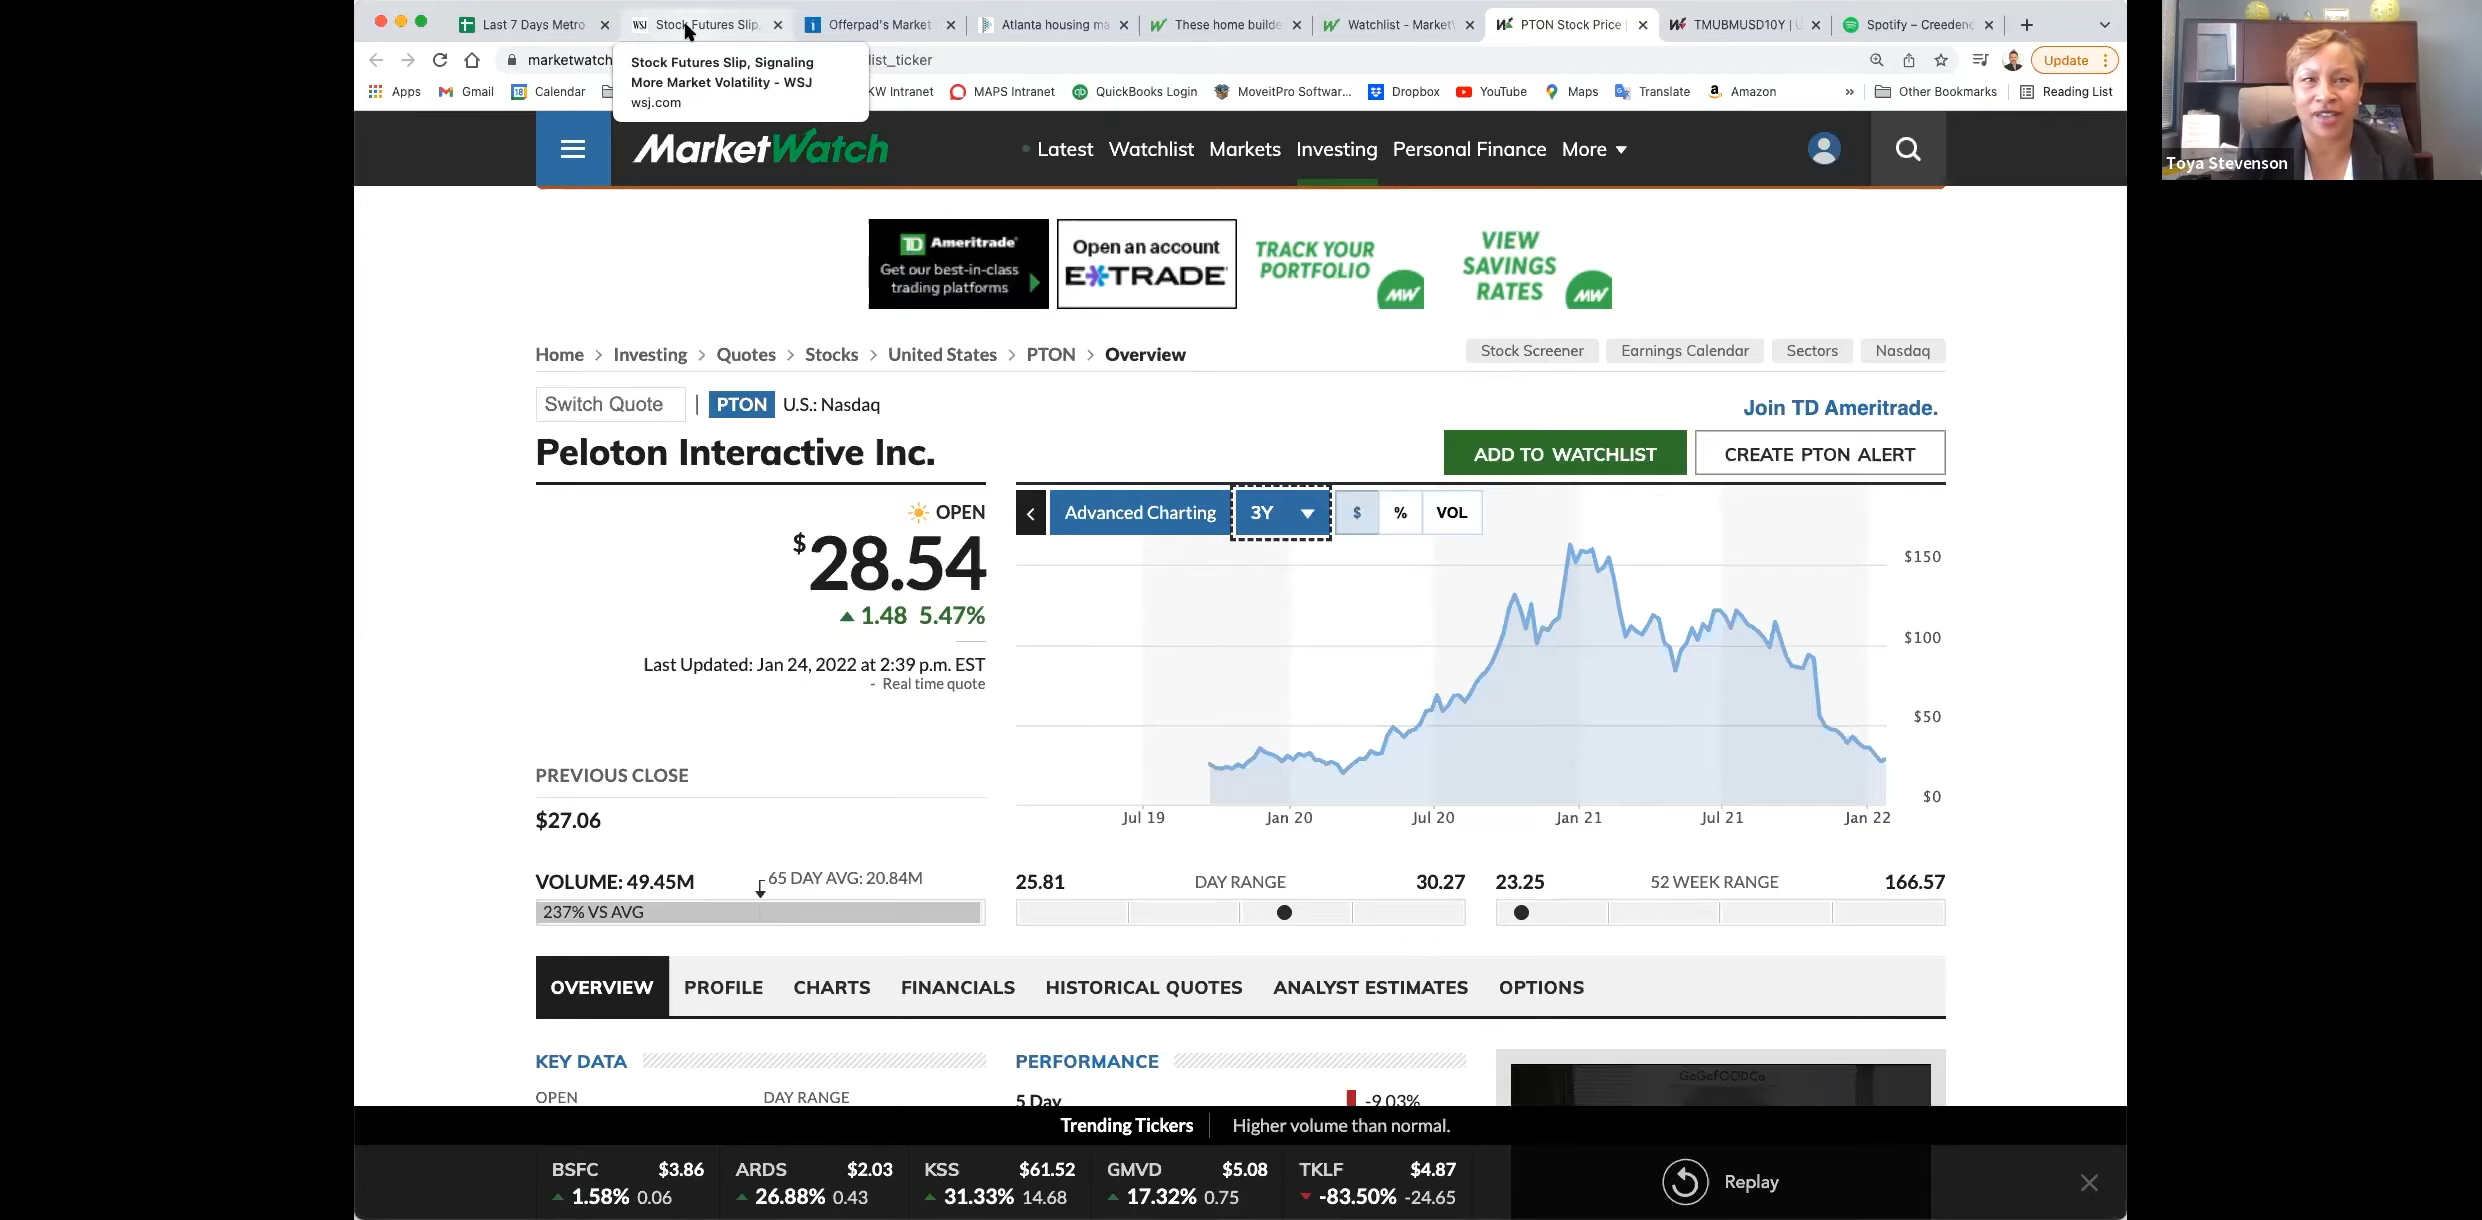 Last 7 Days Metro
WSJ Stock Futures Slip,
Offerpad's Market
Atlanta housing ma
These home builde
Watchlist - Market
PTON Stock Price |
TMUBMUSD10Y | U
Spotify – Creedenc
marketwatch
list_ticker
Update
Stock Futures Slip, Signaling
More Market Volatility - WSJ
wsj.com
Apps
Gmail
18 Calendar
KW Intranet
MAPS Intranet
QuickBooks Login
MoveitPro Softwar...
Dropbox
YouTube
Maps
Translate
Amazon
»
Other Bookmarks
Reading List
Toya Stevenson
MarketWatch
Latest Watchlist Markets Investing Personal Finance More
TD Ameritrade
Get our best-in-class
trading platforms
Open an account
E*TRADE
TRACK YOUR
PORTFOLIO
MW
VIEW
SAVINGS
RATES
MW
Home > Investing > Quotes > Stocks > United States > PTON > Overview
Stock Screener
Earnings Calendar
Sectors
Nasdaq
Switch Quote | PTON U.S.: Nasdaq
Join TD Ameritrade.
Peloton Interactive Inc.
ADD TO WATCHLIST
CREATE PTON ALERT
OPEN
$28.54
1.48 5.47%
Last Updated: Jan 24, 2022 at 2:39 p.m. EST
- Real time quote
PREVIOUS CLOSE
$27.06
Advanced Charting
3Y
$
%
VOL
$150
$100
$50
$0
Jul 19
Jan 20
Jul 20
Jan 21
Jul 21
Jan 22
VOLUME: 49.45M
65 DAY AVG: 20.84M
237% VS AVG
25.81 DAY RANGE 30.27
23.25 52 WEEK RANGE 166.57
OVERVIEW PROFILE CHARTS FINANCIALS HISTORICAL QUOTES ANALYST ESTIMATES OPTIONS
KEY DATA
OPEN
DAY RANGE
PERFORMANCE
5 Day
-9.03%
GoGoFOODCo
Trending Tickers | Higher volume than normal.
BSFC $3.86
1.58% 0.06
ARDS $2.03
26.88% 0.43
KSS $61.52
31.33% 14.68
GMVD $5.08
17.32% 0.75
TKLF $4.87
-83.50% -24.65
Replay